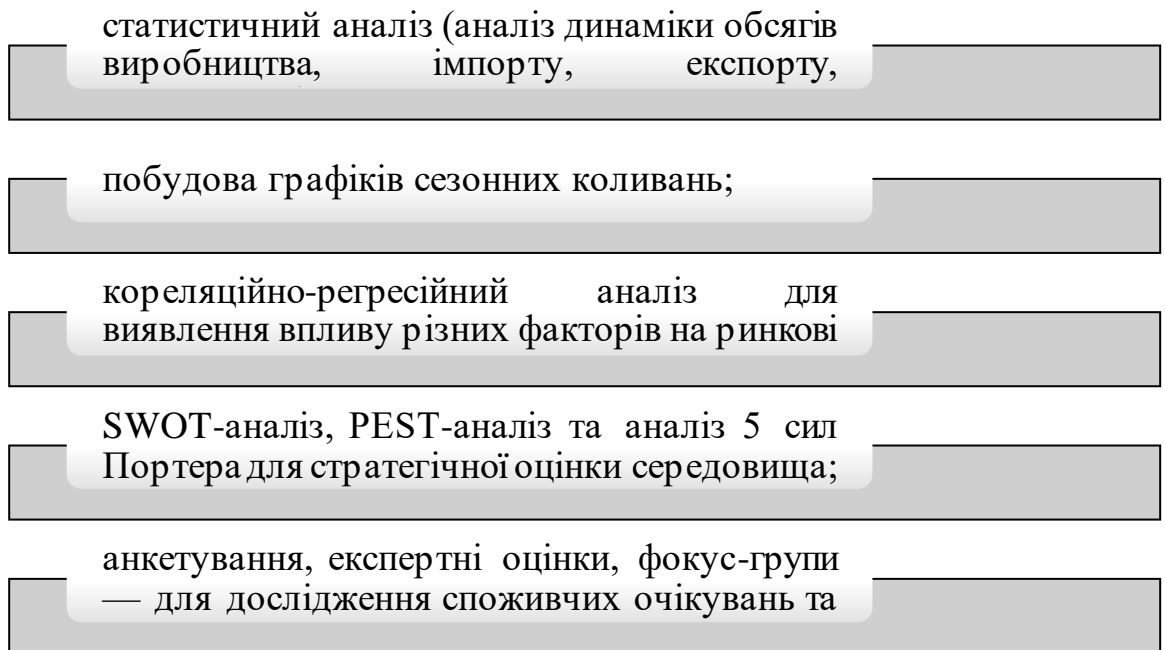 статистичний аналіз (аналіз динаміки обсягів
виробництва, імпорту, експорту,
побудова графіків сезонних коливань;
кореляційно-регресійний аналіз для
виявлення впливу різних факторів на ринкові
SWOT-аналіз, PEST-аналіз та аналіз 5 сил
Портера для стратегічної оцінки середовища;
анкетування, експертні оцінки, фокус-групи
— для дослідження споживчих очікувань та